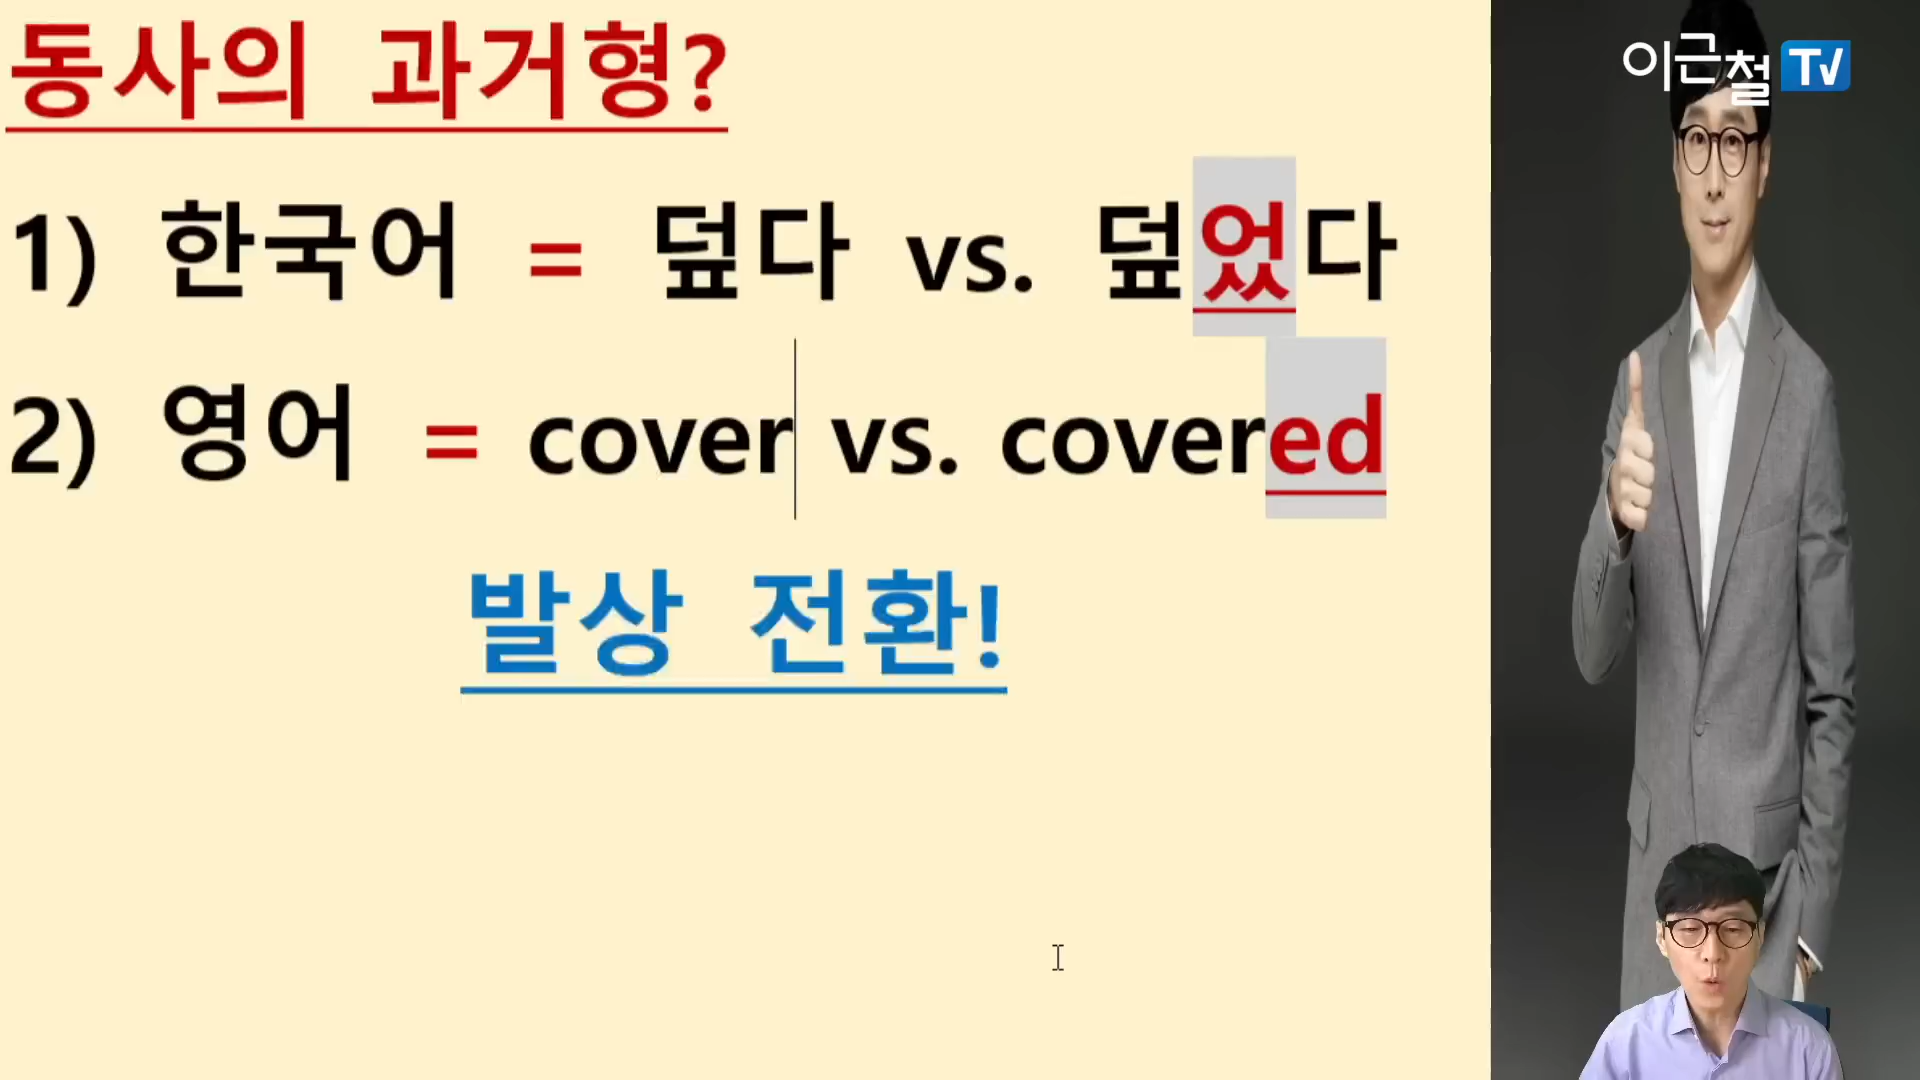 동사의 과거형?
1) 한국어 = 덮다 vs. 덮었다
2) 영어 = cover vs. covered
발상 전환!
이근철 TV